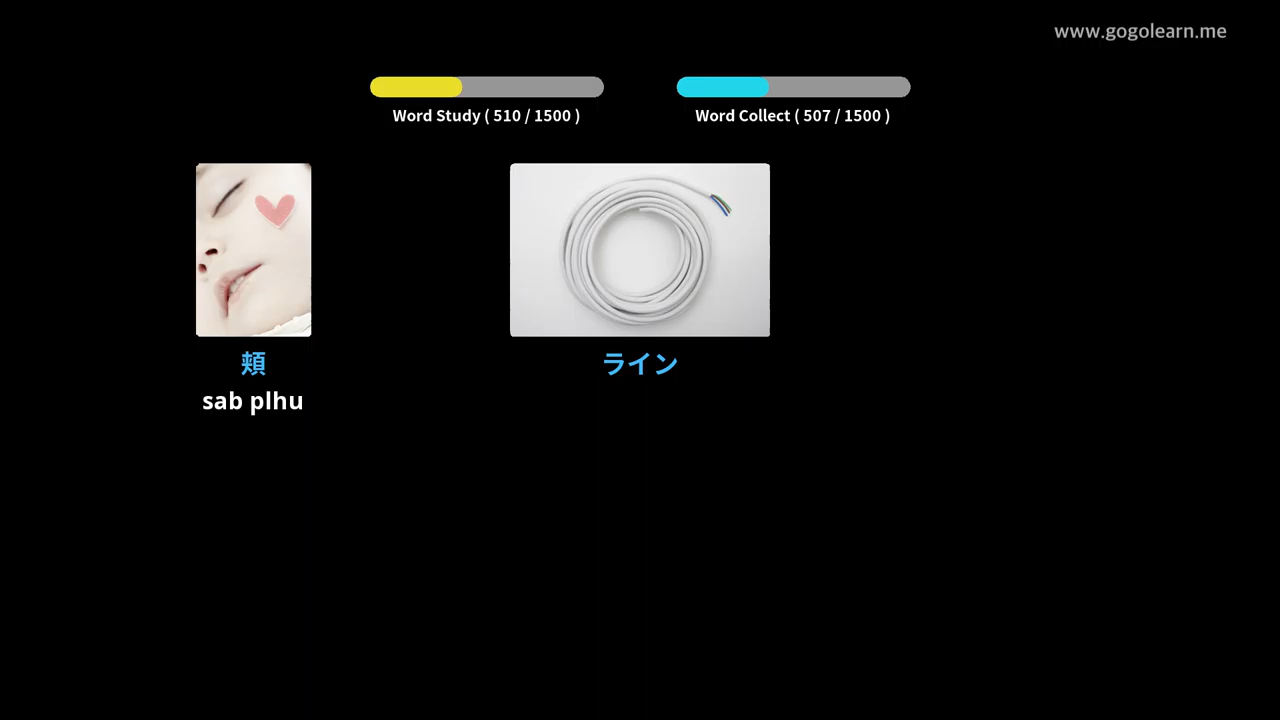 www.gogolearn.me
Word Study ( 510 / 1500 )
Word Collect ( 507 / 1500 )
頬
ライン
sab plhu